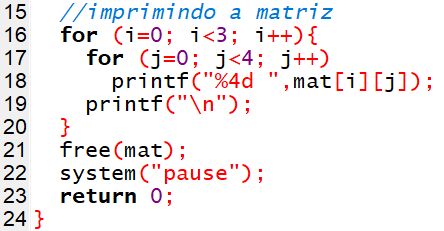 15 //imprimindo a matriz
16 for (i=0; i<3; i++){
17 for (j=0; j<4; j++)
18 printf("%4d ",mat[i][j]);
19 printf("\n");
20 }
21 free(mat);
22 system("pause");
23 return 0;
24 }